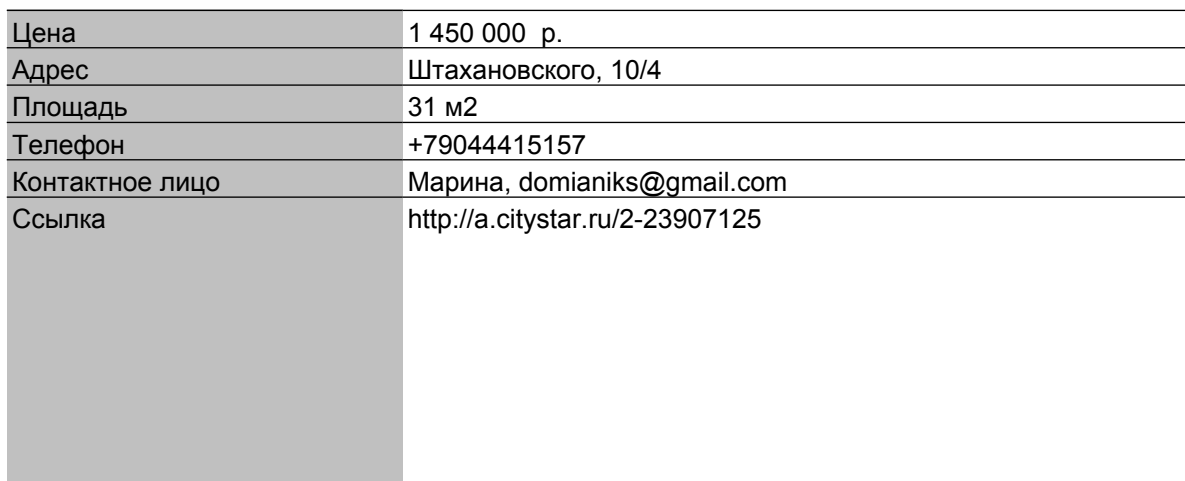 Цена 1 450 000 р.
Адрес Штахановского, 10/4
Площадь 31 м2
Телефон +79044415157
Контактное лицо Марина, domianiks@gmail.com
Ссылка http://a.citystar.ru/2-23907125